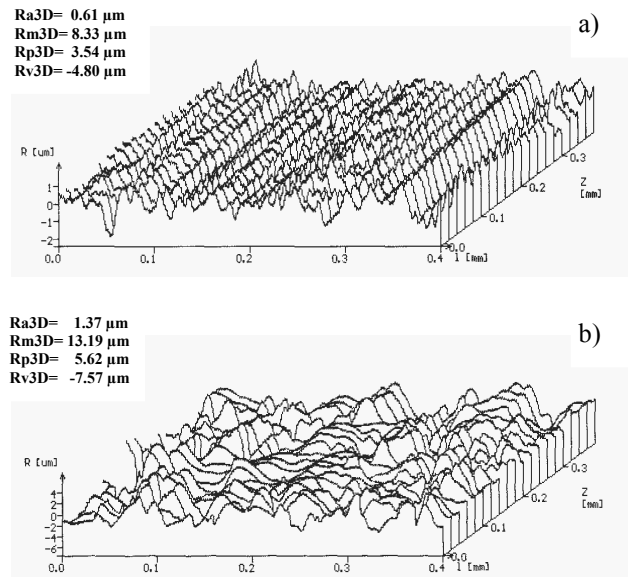 Ra3D= 0.61 µm
Rm3D= 8.33 µm
Rp3D= 3.54 µm
Rv3D= -4.80 µm
a)
R [um]
1
0
-1
-2
0.0
0.1
0.2
0.3
0.4
l [mm]
0.0
0.1
0.2
0.3
Z
[mm]
Ra3D= 1.37 µm
Rm3D= 13.19 µm
Rp3D= 5.62 µm
Rv3D= -7.57 µm
b)
R [um]
4
2
0
-2
-4
-6
0.0
0.1
0.2
0.3
0.4
l [mm]
0.0
0.1
0.2
0.3
Z
[mm]